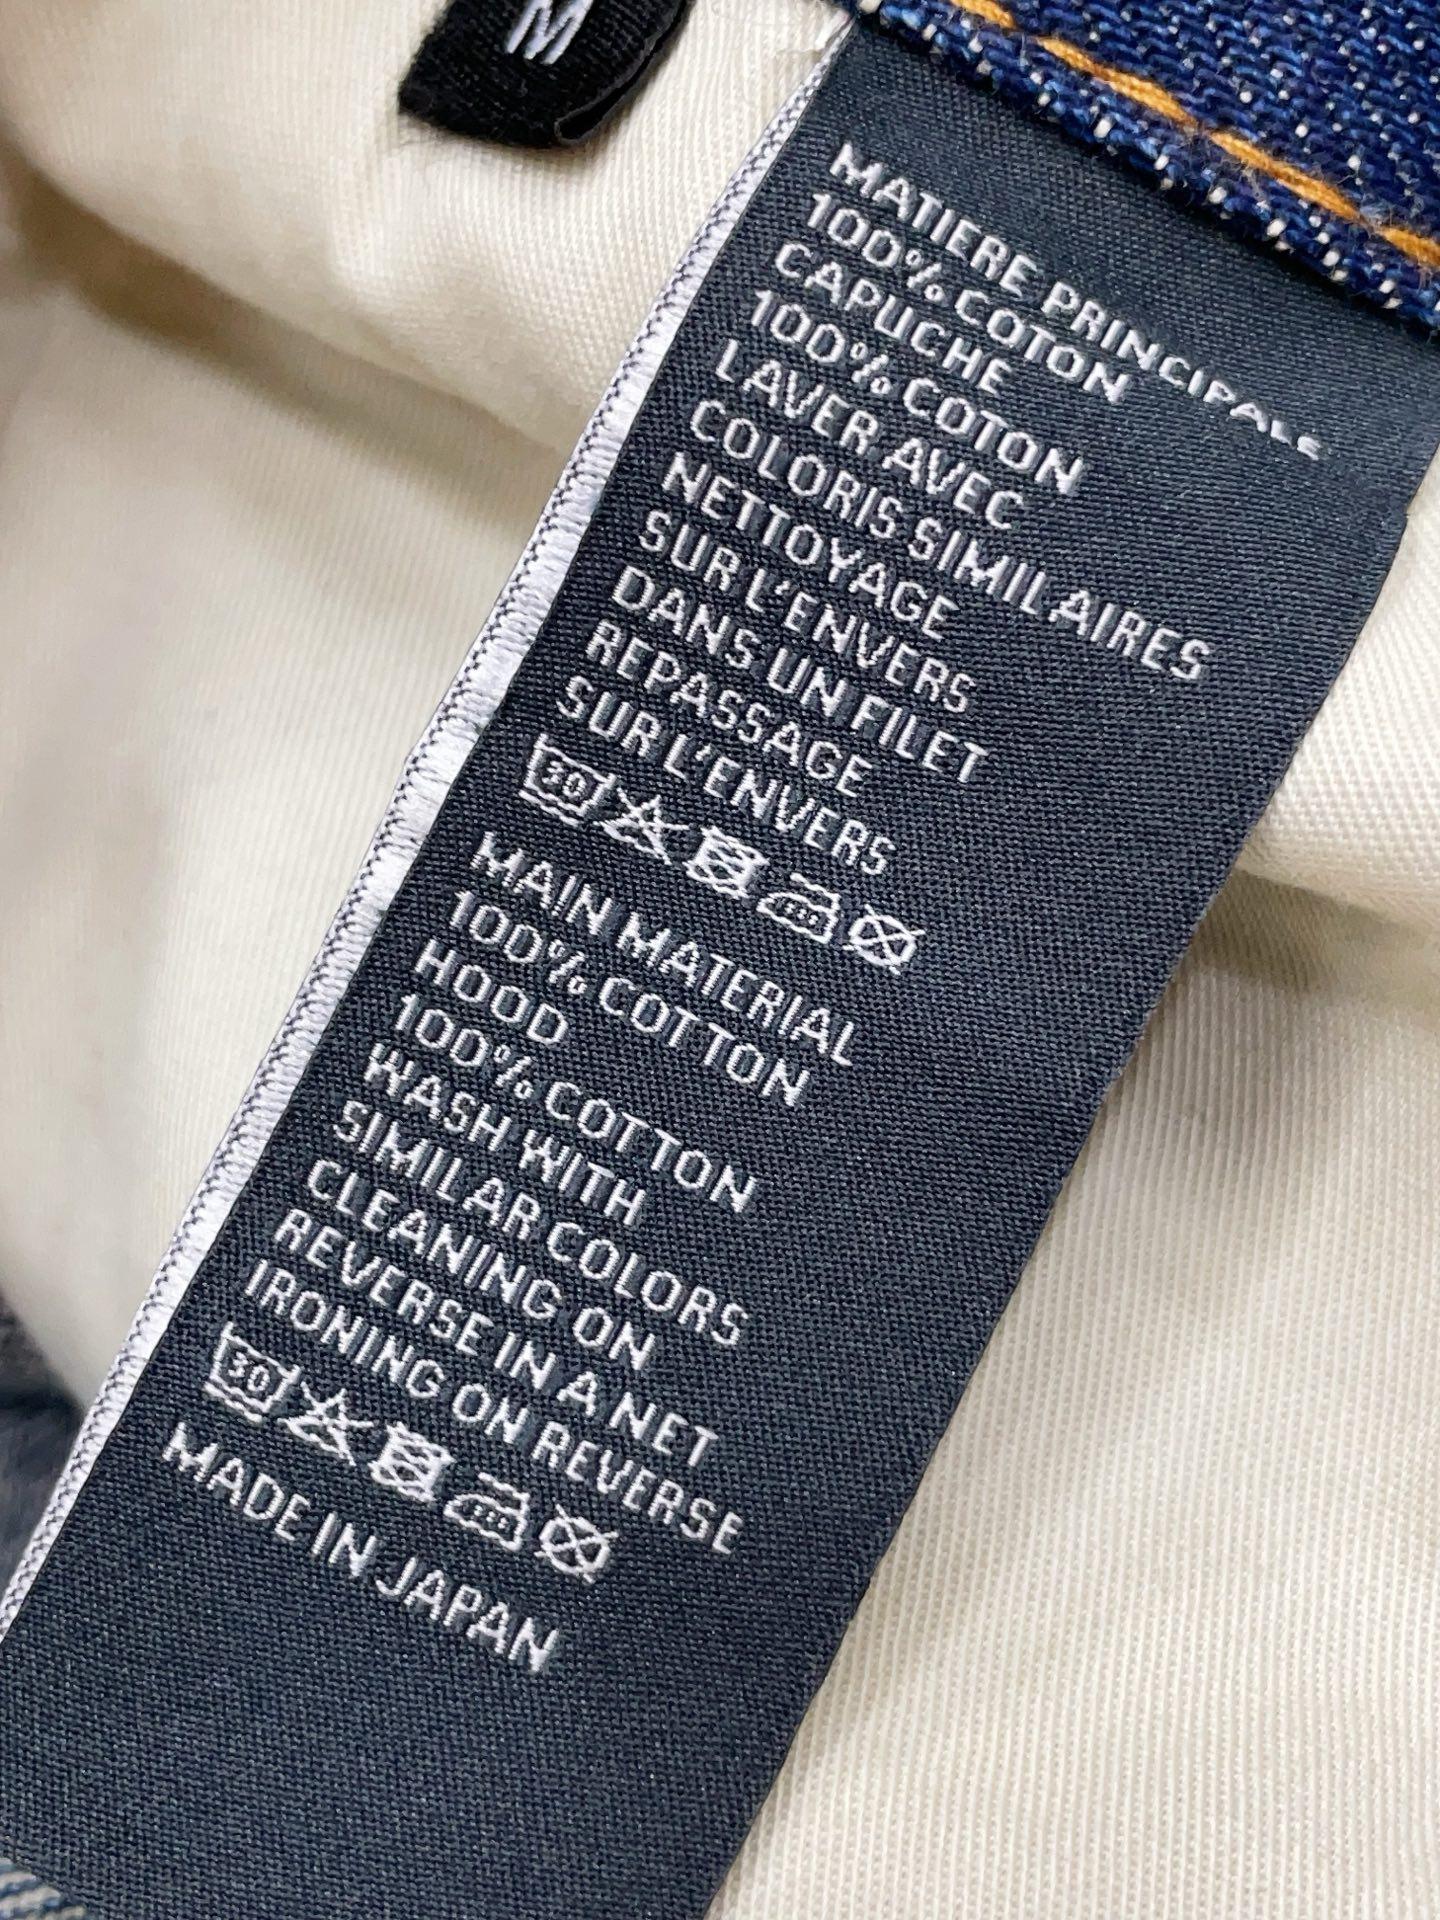 M
MATIERE PRINCIPALE
100% COTON
CAPUCHE
100% COTON
LAVER AVEC
COLORIS SIMILAIRES
NETTOYAGE
SUR L'ENVERS
DANS UN FILET
REPASSAGE
SUR L'ENVERS
30
MAIN MATERIAL
100% COTTON
HOOD
100% COTTON
WASH WITH
SIMILAR COLORS
CLEANING ON
REVERSE IN A NET
IRONING ON REVERSE
30
MADE IN JAPAN